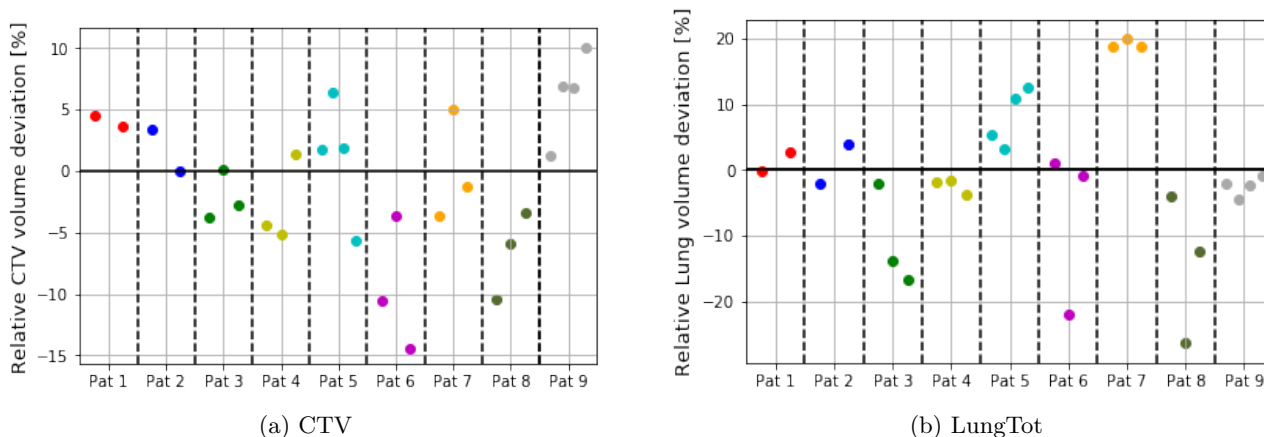 Relative CTV volume deviation [%]
10
5
0
−5
−10
−15
Pat 1 Pat 2 Pat 3 Pat 4 Pat 5 Pat 6 Pat 7 Pat 8 Pat 9
(a) CTV
Relative Lung volume deviation [%]
20
10
0
−10
−20
Pat 1 Pat 2 Pat 3 Pat 4 Pat 5 Pat 6 Pat 7 Pat 8 Pat 9
(b) LungTot